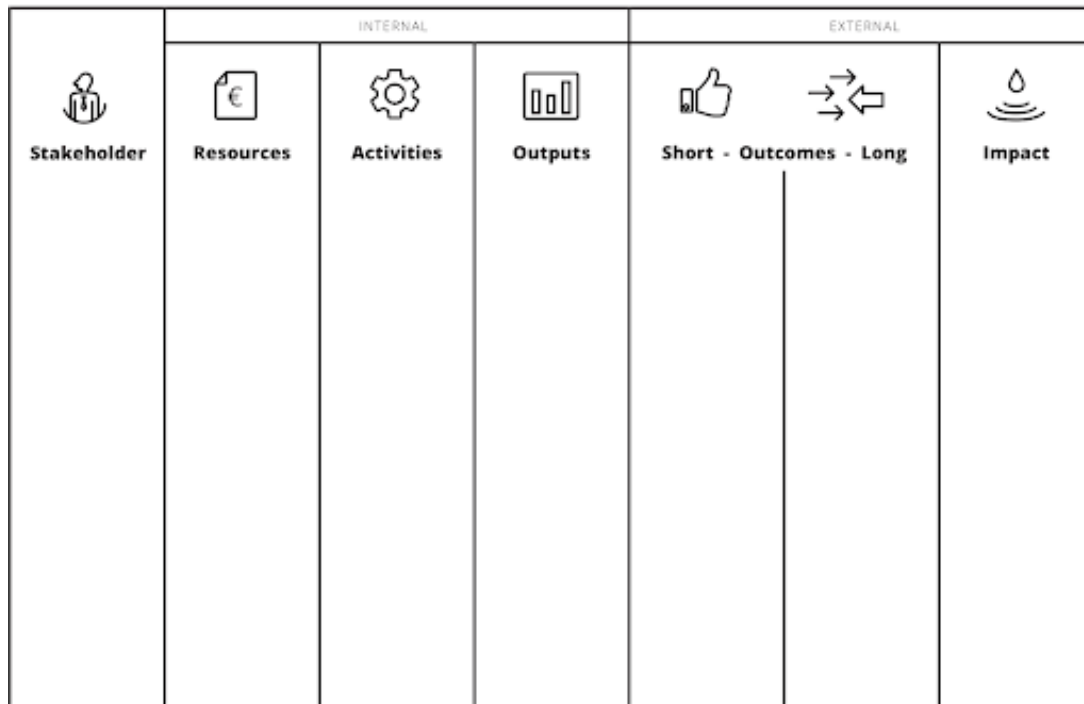 INTERNAL
EXTERNAL
€
Stakeholder
Resources
Activities
Outputs
Short - Outcomes - Long
Impact